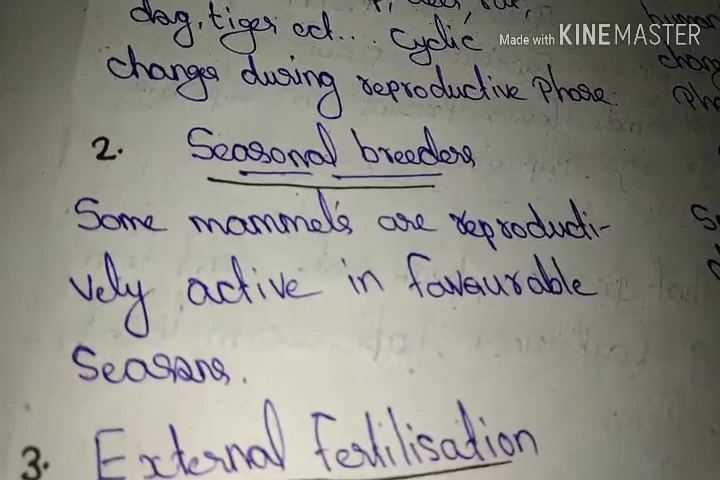 dog, tiger ect... Cyclic
Made with KINEMASTER
changes during reproductive phase.
2. Seasonal breeders
Some mammel's are reproducti-
vely active in favourable
Seasons.
3. External Fertilisation